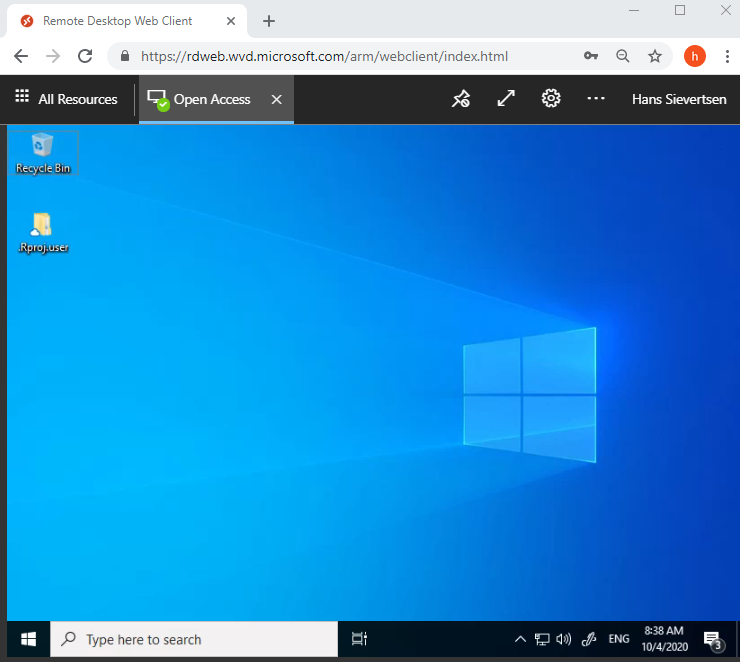 Remote Desktop Web Client
https://rdweb.wvd.microsoft.com/arm/webclient/index.html
h
All Resources
Open Access
Hans Sievertsen
Recycle Bin
.Rproj.user
Type here to search
ENG
8:38 AM
10/4/2020
3